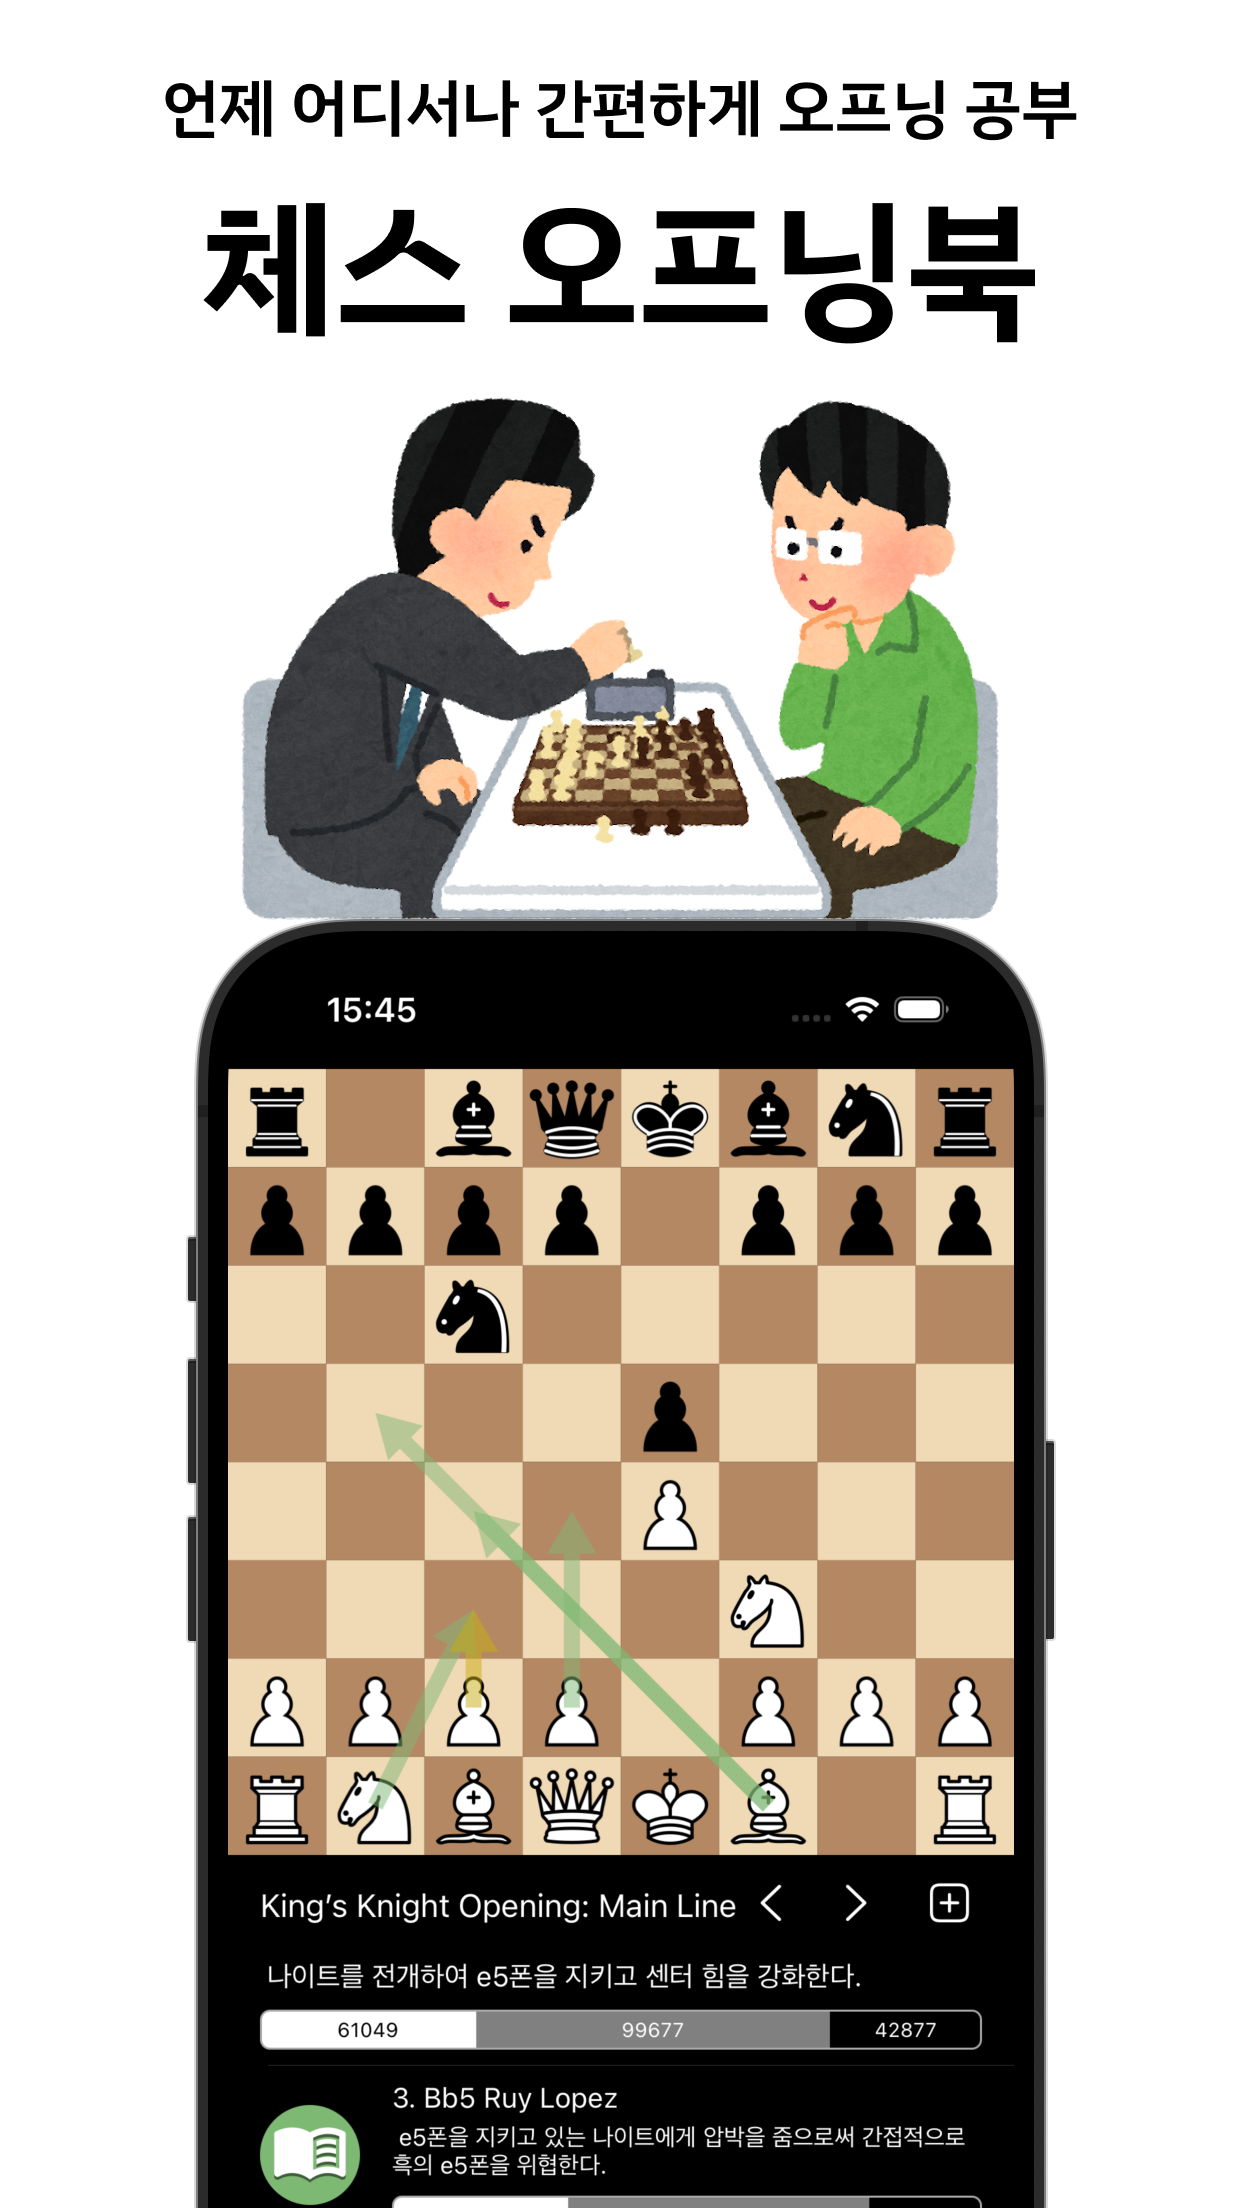 언제 어디서나 간편하게 오프닝 공부
체스 오프닝북
15:45
King’s Knight Opening: Main Line
나이트를 전개하여 e5폰을 지키고 센터 힘을 강화한다.
61049 99677 42877
3. Bb5 Ruy Lopez
e5폰을 지키고 있는 나이트에게 압박을 줌으로써 간접적으로
흑의 e5폰을 위협한다.